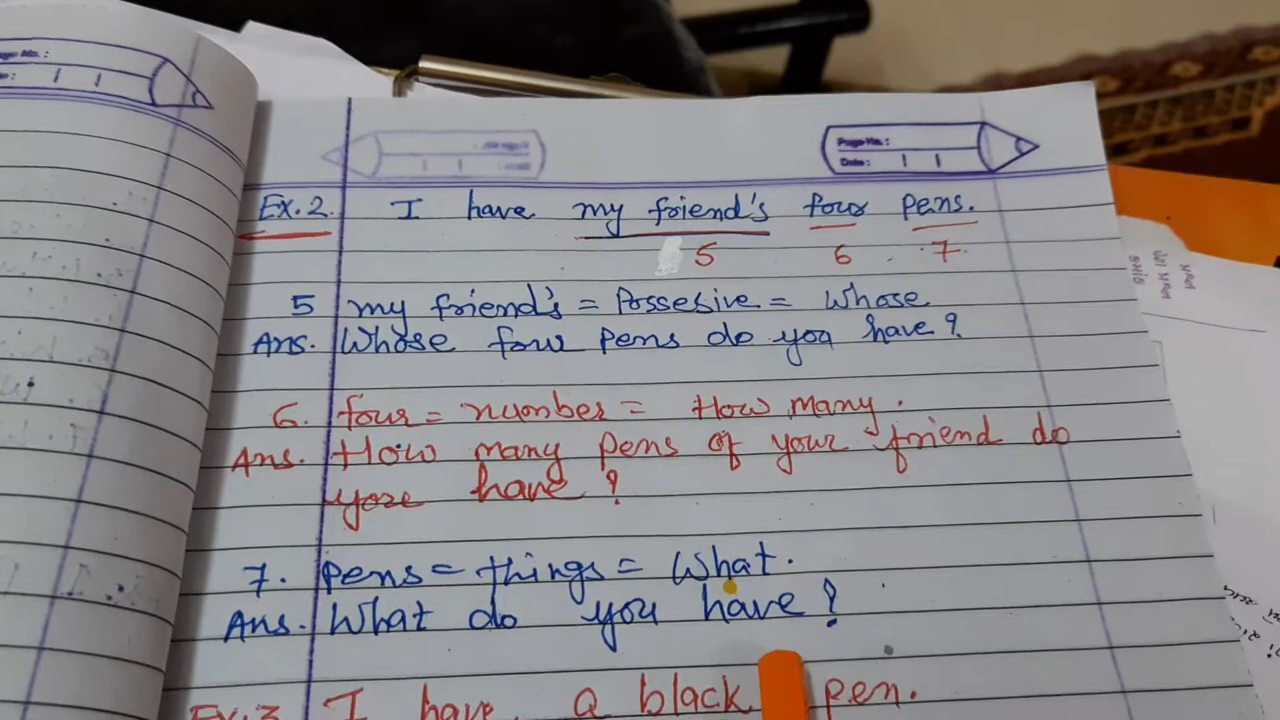 Page No.:
Date:
Ex.2. I have my friend's four pens.
5 6 7
5 my friend's = Possesive = Whose
Ans. Whose four pens do you have?
6. four = number = How many.
Ans. How many pens of your friend do
you have?
7. pens = things = What.
Ans. What do you have?
Ex.3 I have a black pen.